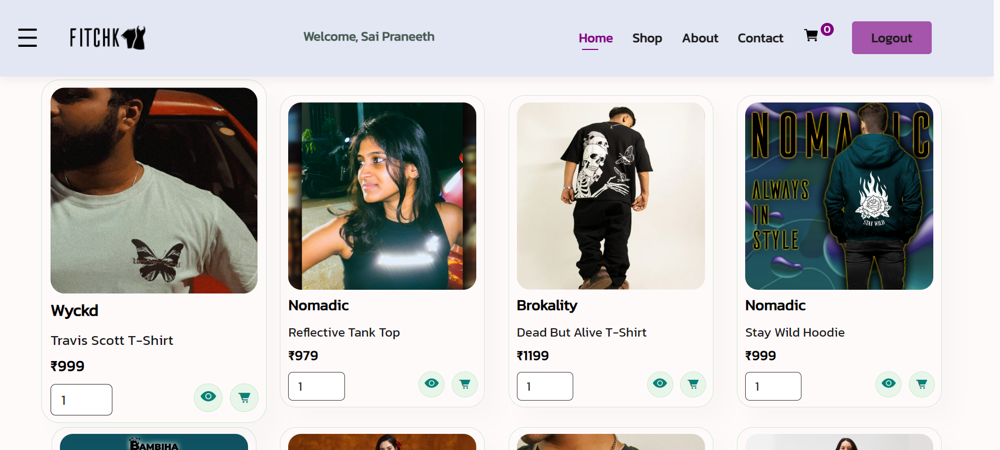 FITCHK
Welcome, Sai Praneeth
Home
Shop
About
Contact
0
Logout
Wyckd
Travis Scott T-Shirt
₹999
1
Nomadic
Reflective Tank Top
₹979
1
Brokality
Dead But Alive T-Shirt
₹1199
1
NOMADIC
ALWAYS
IN
STYLE
STAY WILD
Nomadic
Stay Wild Hoodie
₹999
1
BAMBIHA